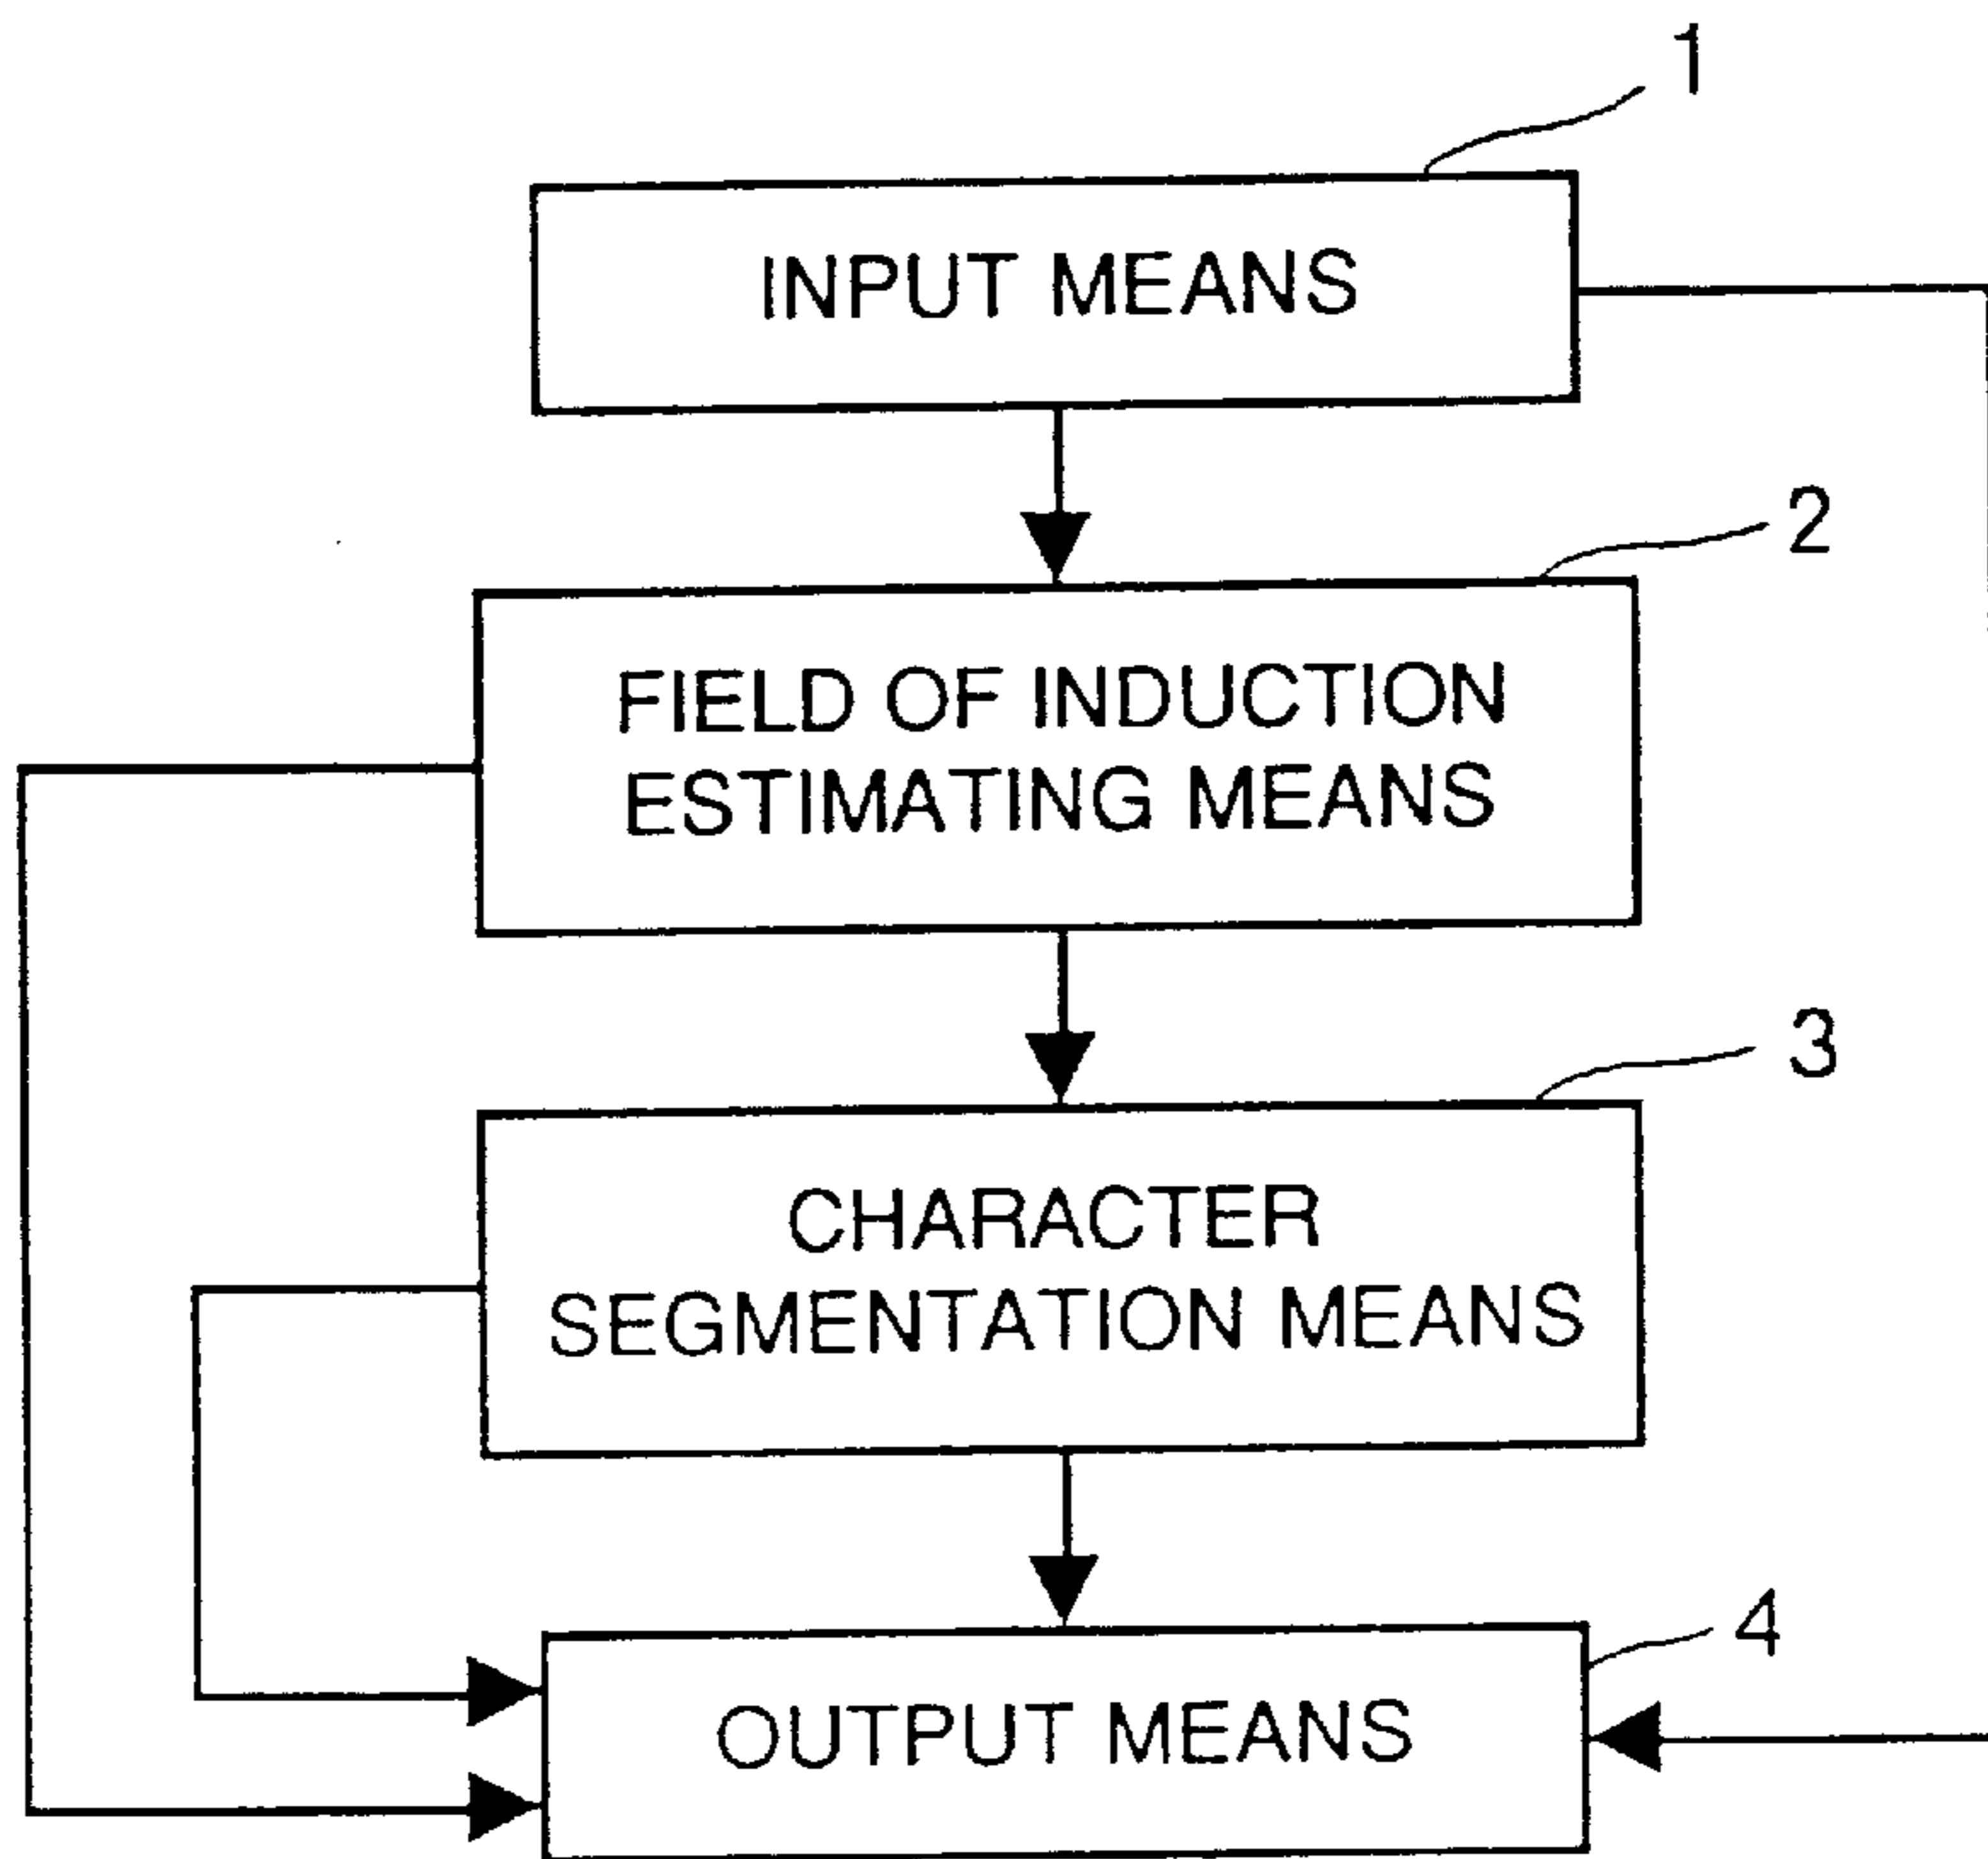 1
INPUT MEANS
2
FIELD OF INDUCTION
ESTIMATING MEANS
3
CHARACTER
SEGMENTATION MEANS
4
OUTPUT MEANS